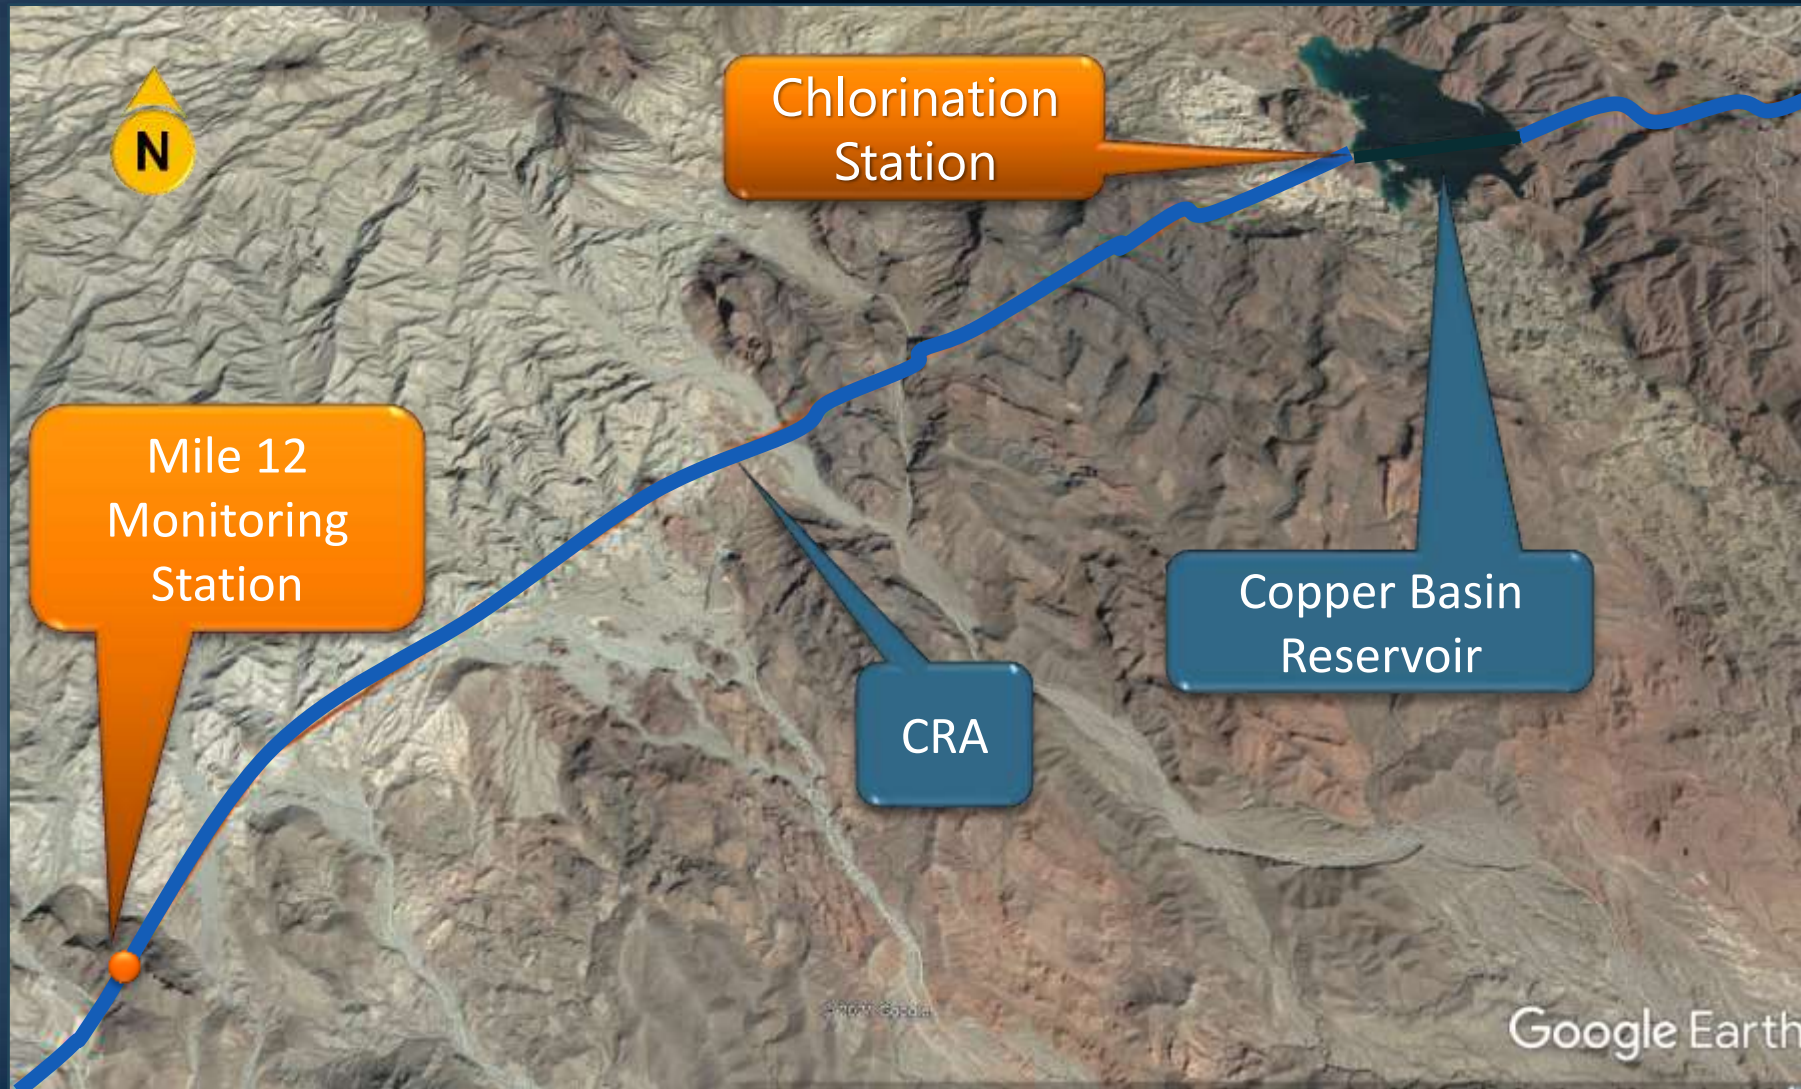 N
Chlorination
Station
Mile 12
Monitoring
Station
Copper Basin
Reservoir
CRA
Google Earth